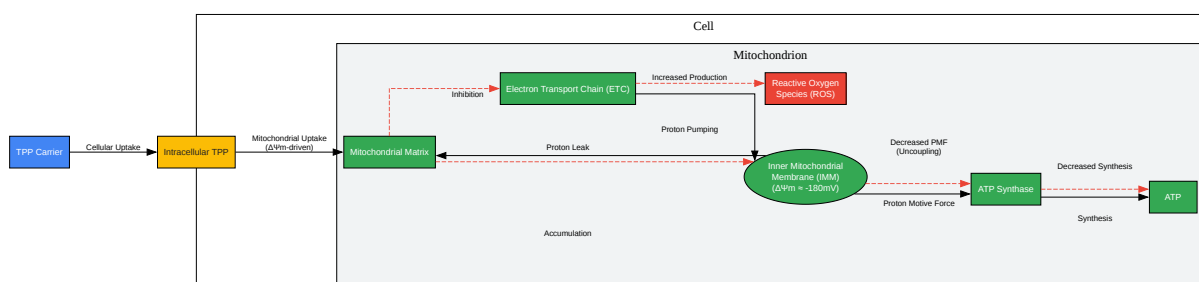 Cell
Mitochondrion
Increased Production
Electron Transport Chain (ETC)
Reactive Oxygen
Species (ROS)
Inhibition
Proton Pumping
Mitochondrial Uptake
(ΔΨm-driven)
Decreased PMF
(Uncoupling)
TPP Carrier
Cellular Uptake
Intracellular TPP
Mitochondrial Matrix
Proton Leak
Inner Mitochondrial
Membrane (IMM)
(ΔΨm ≈ -180mV)
Decreased Synthesis
ATP Synthase
ATP
Proton Motive Force
Synthesis
Accumulation